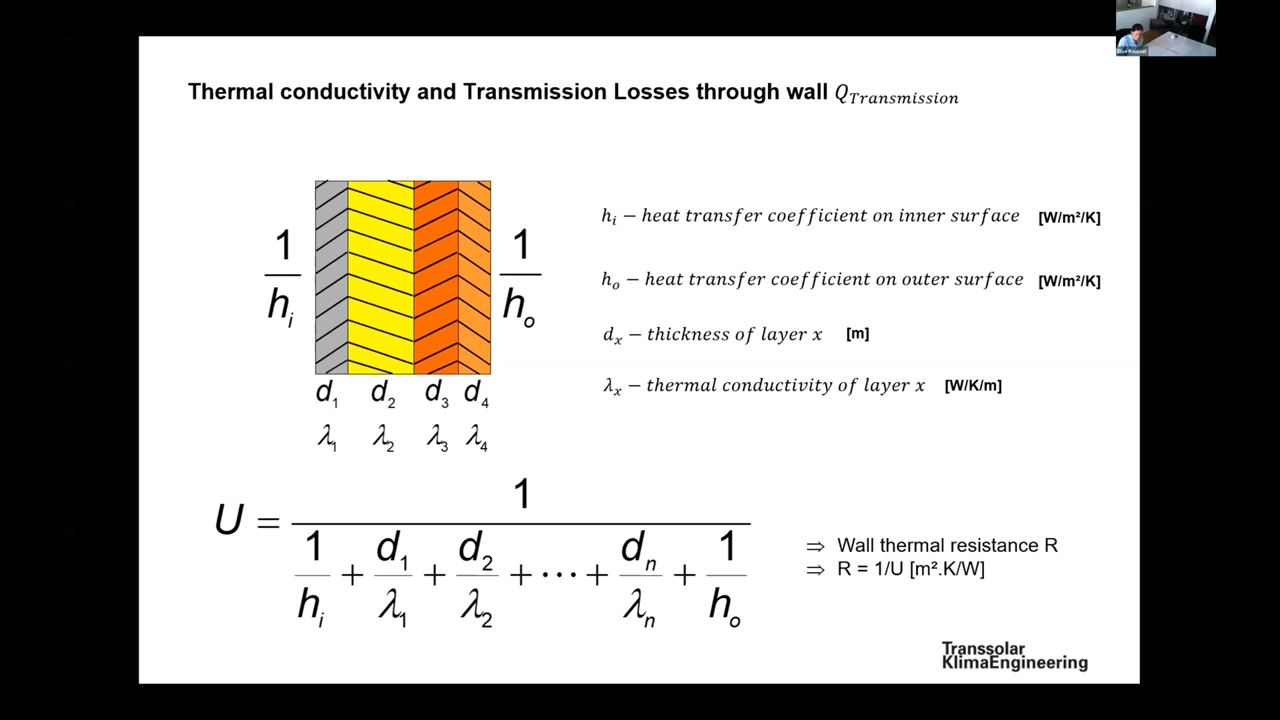 Thermal conductivity and Transmission Losses through wall Q_Transmission
1/h_i
1/h_o
d_1 d_2 d_3 d_4
λ_1 λ_2 λ_3 λ_4
h_i − heat transfer coefficient on inner surface [W/m²/K]
h_o − heat transfer coefficient on outer surface [W/m²/K]
d_x − thickness of layer x [m]
λ_x − thermal conductivity of layer x [W/K/m]
U = 1/(1/h_i + d_1/λ_1 + d_2/λ_2 + ··· + d_n/λ_n + 1/h_o)
⇒ Wall thermal resistance R
⇒ R = 1/U [m².K/W]
Transsolar
KlimaEngineering